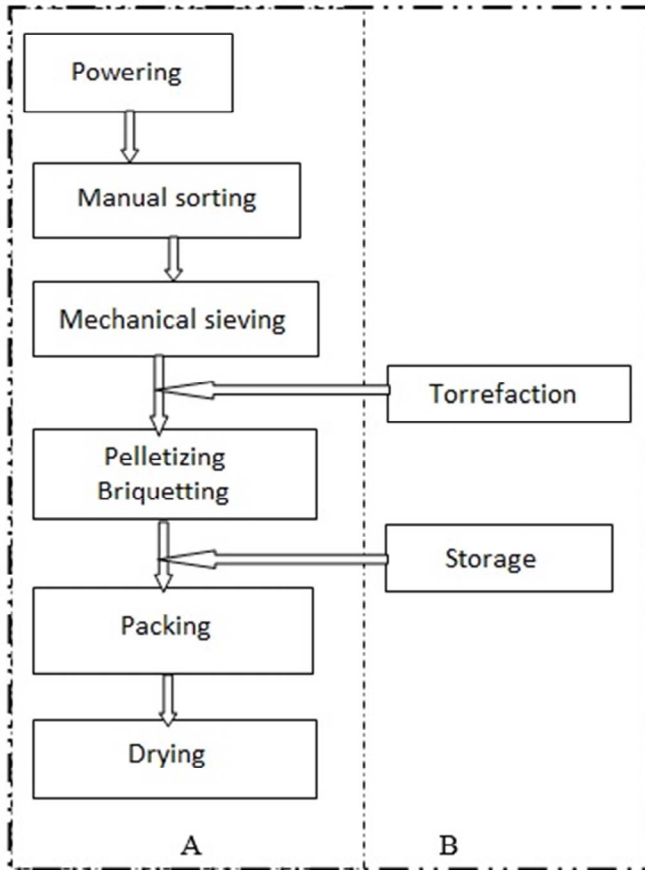 Powering
Manual sorting
Mechanical sieving
Torrefaction
Pelletizing
Briquetting
Storage
Packing
Drying
A
B